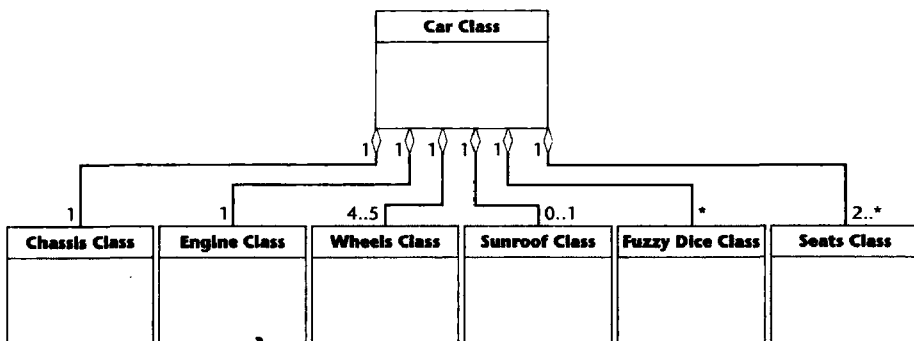 Car Class
1 1 1 1 1 1
1 1 4..5 0..1 * 2..*
Chassis Class Engine Class Wheels Class Sunroof Class Fuzzy Dice Class Seats Class